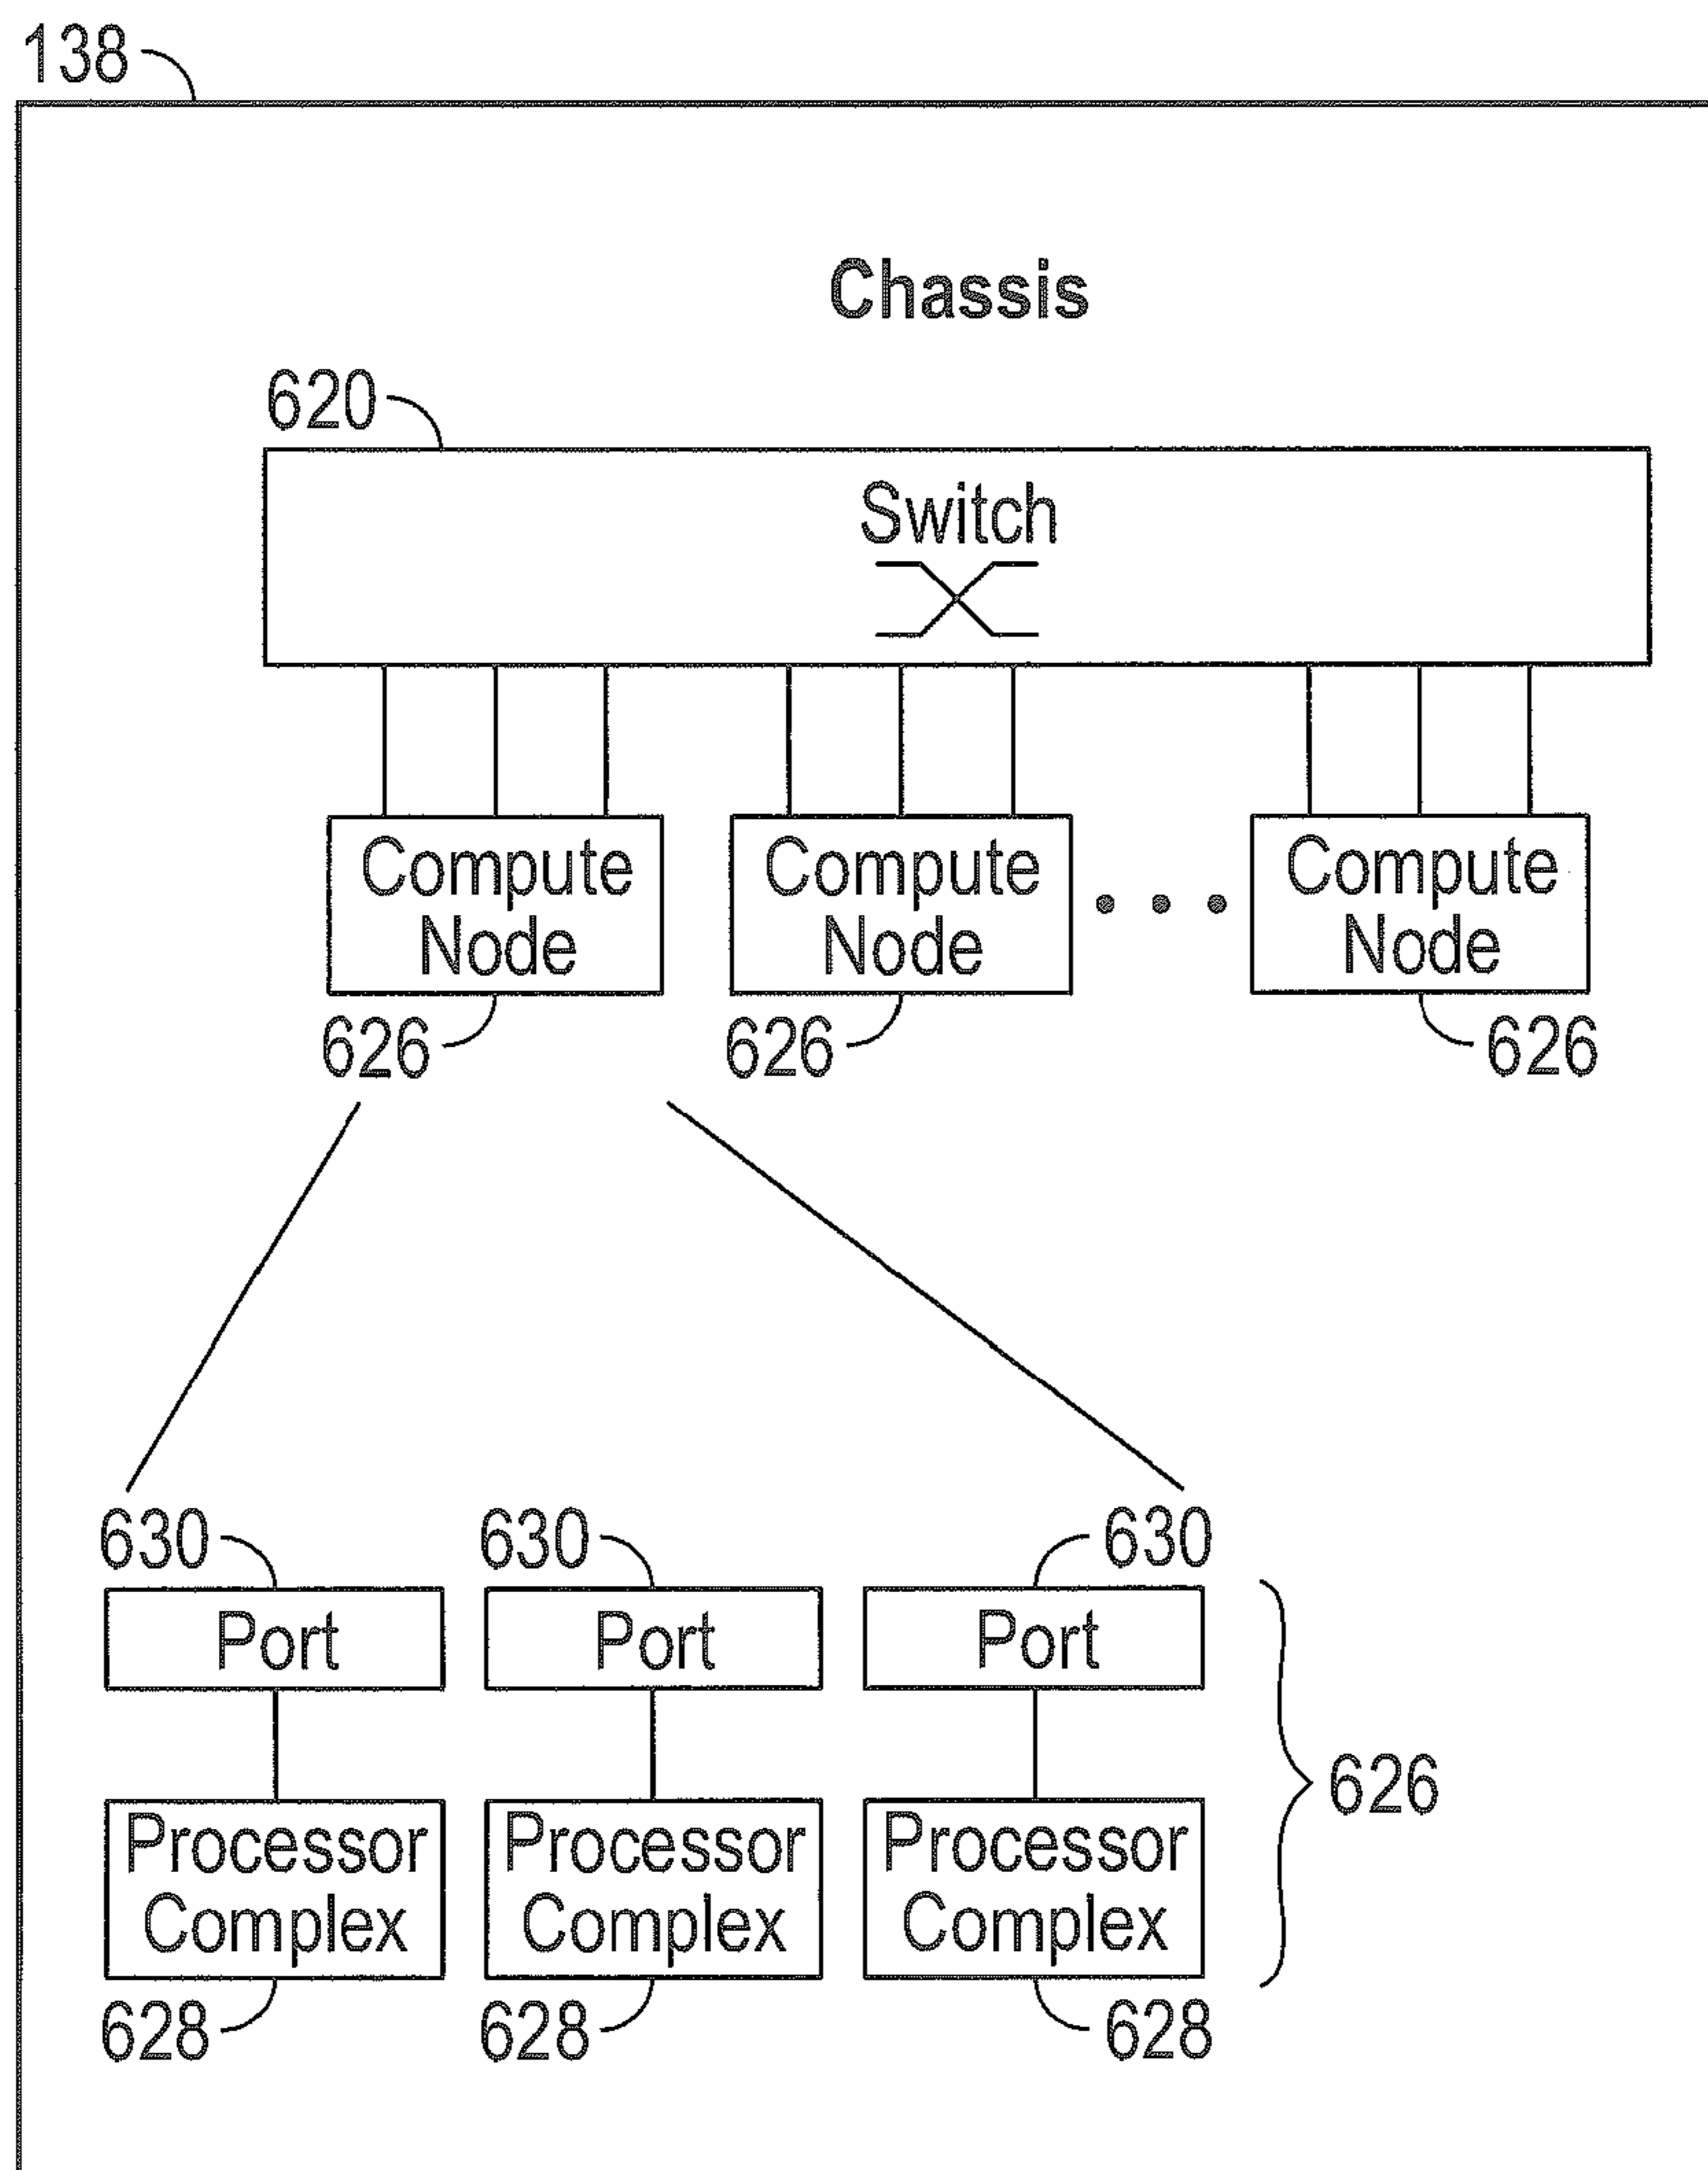 138
Chassis
620
Switch
Compute
Node
Compute
Node
Compute
Node
626
626
626
630
630
630
Port
Port
Port
626
Processor
Complex
Processor
Complex
Processor
Complex
628
628
628